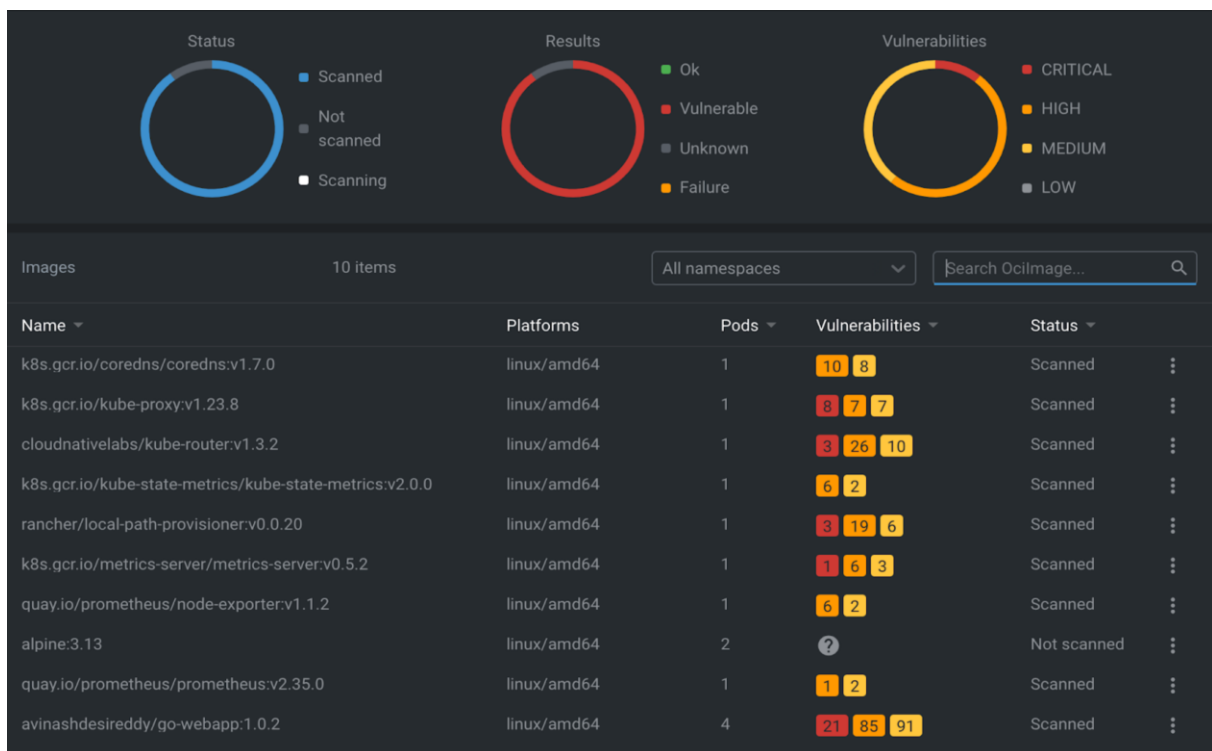 Status
Scanned
Not
scanned
Scanning
Results
Ok
Vulnerable
Unknown
Failure
Vulnerabilities
CRITICAL
HIGH
MEDIUM
LOW
Images 10 items All namespaces Search OciImage...
Name Platforms Pods Vulnerabilities Status
k8s.gcr.io/coredns/coredns:v1.7.0 linux/amd64 1 10 8 Scanned
k8s.gcr.io/kube-proxy:v1.23.8 linux/amd64 1 8 7 7 Scanned
cloudnativelabs/kube-router:v1.3.2 linux/amd64 1 3 26 10 Scanned
k8s.gcr.io/kube-state-metrics/kube-state-metrics:v2.0.0 linux/amd64 1 6 2 Scanned
rancher/local-path-provisioner:v0.0.20 linux/amd64 1 3 19 6 Scanned
k8s.gcr.io/metrics-server/metrics-server:v0.5.2 linux/amd64 1 1 6 3 Scanned
quay.io/prometheus/node-exporter:v1.1.2 linux/amd64 1 6 2 Scanned
alpine:3.13 linux/amd64 2 ? Not scanned
quay.io/prometheus/prometheus:v2.35.0 linux/amd64 1 1 2 Scanned
avinashdesireddy/go-webapp:1.0.2 linux/amd64 4 21 85 91 Scanned